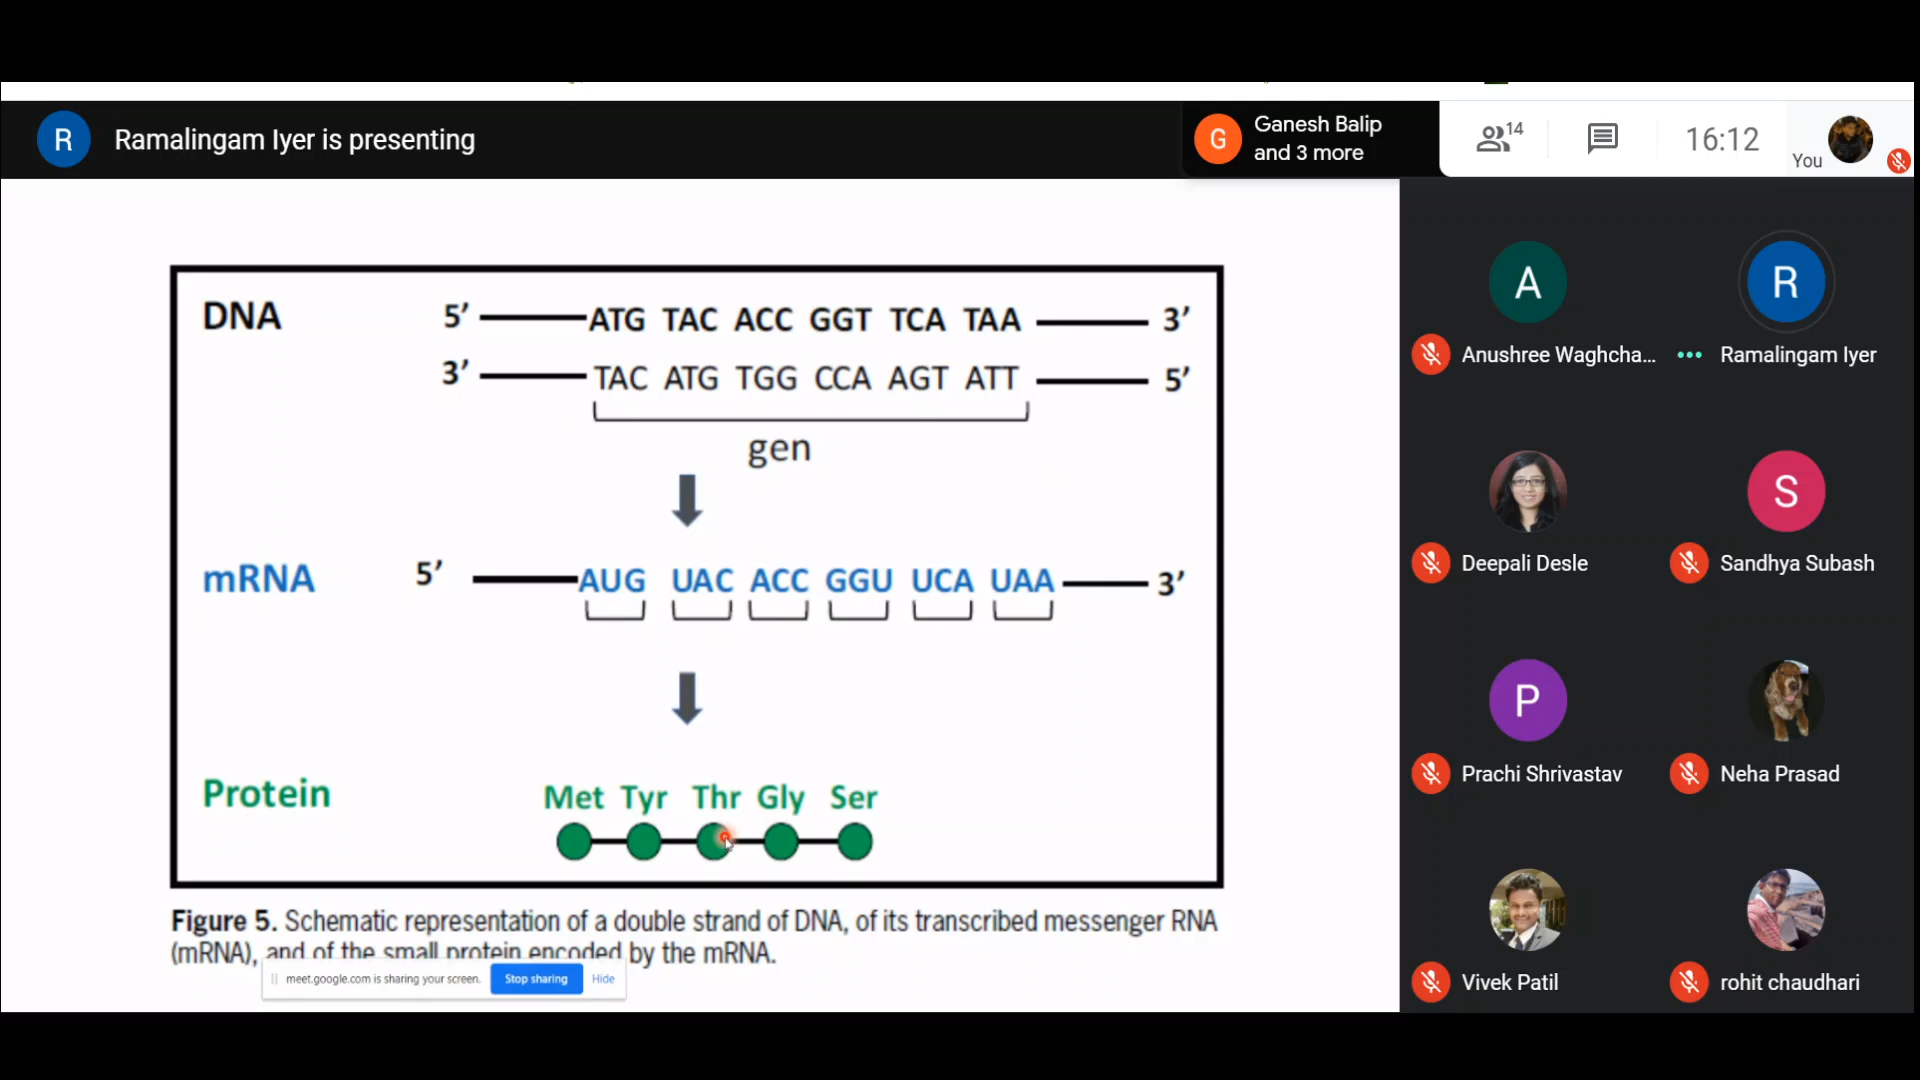 R Ramalingam Iyer is presenting
G Ganesh Balip
and 3 more
14
16:12
You
DNA 5’ ATG TAC ACC GGT TCA TAA 3’
3’ TAC ATG TGG CCA AGT ATT 5’
gen
mRNA 5’ AUG UAC ACC GGU UCA UAA 3’
Protein Met Tyr Thr Gly Ser
Figure 5. Schematic representation of a double strand of DNA, of its transcribed messenger RNA
(mRNA), and of the small protein encoded by the mRNA.
meet.google.com is sharing your screen. Stop sharing Hide
A R
Anushree Waghcha... Ramalingam Iyer
S
Deepali Desle Sandhya Subash
P
Prachi Shrivastav Neha Prasad
Vivek Patil rohit chaudhari